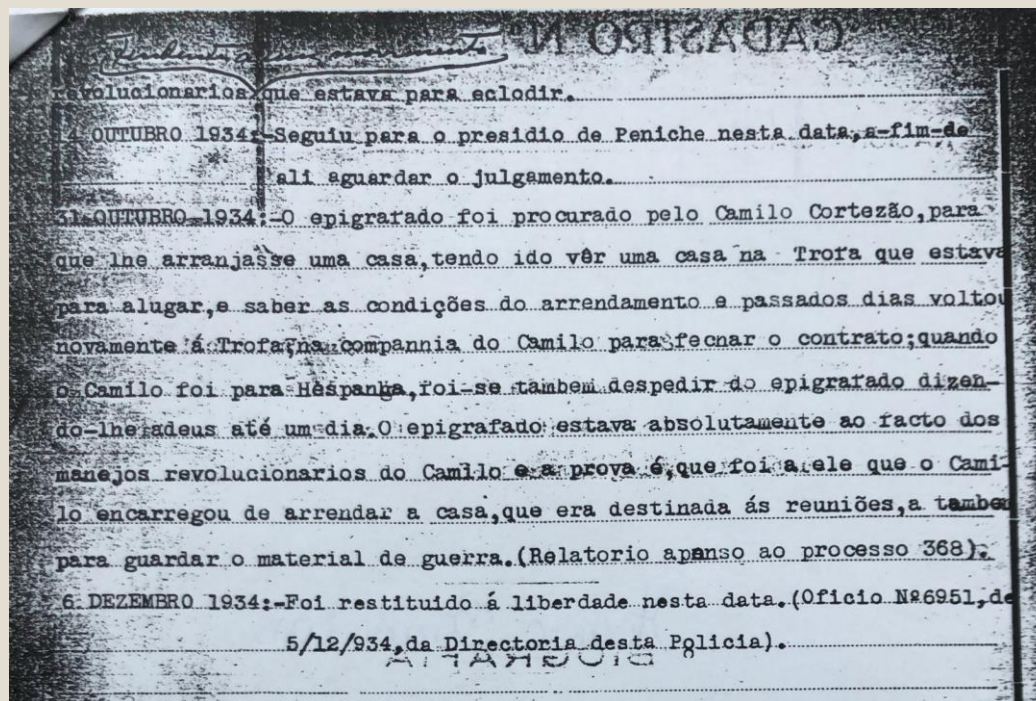 CADASTRO Nº
revolucionarios que estava para eclodir.
4 OUTUBRO 1934:-Seguiu para o presidio de Peniche nesta data,a-fim-de
ali aguardar o julgamento.
31-OUTUBRO-1934:-O epigrafado foi procurado pelo Camilo Cortezão,para
que lhe arranjasse uma casa,tendo ido vêr uma casa na Trofa que estava
para alugar,e saber as condições do arrendamento e passados dias voltou
novamente á Trofa,na companhia do Camilo para fechar o contrato;quando
o Camilo foi para Hespanha,foi-se tambem despedir do epigrafado dizen-
do-lhe adeus até um dia.O epigrafado estava absolutamente ao facto dos
manejos revolucionarios do Camilo e a prova é,que foi a ele que o Cami-
lo encarregou de arrendar a casa,que era destinada ás reuniões,a tambem
para guardar o material de guerra.(Relatorio apenso ao processo 368).
6 DEZEMBRO 1934:-Foi restituido á liberdade nesta data.(Oficio Nº6951,de
5/12/934,da Directoria desta Policia).